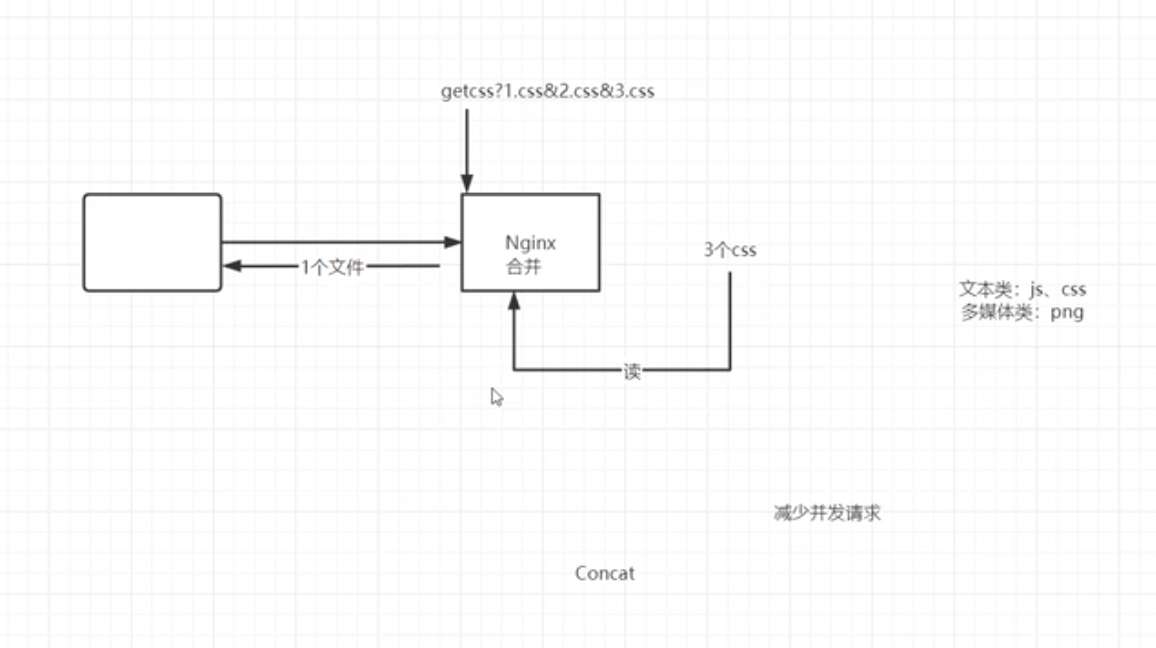 getcss?1.css&2.css&3.css
Nginx
合并
1个文件
3个css
文本类：js、css
多媒体类：png
读
减少并发请求
Concat